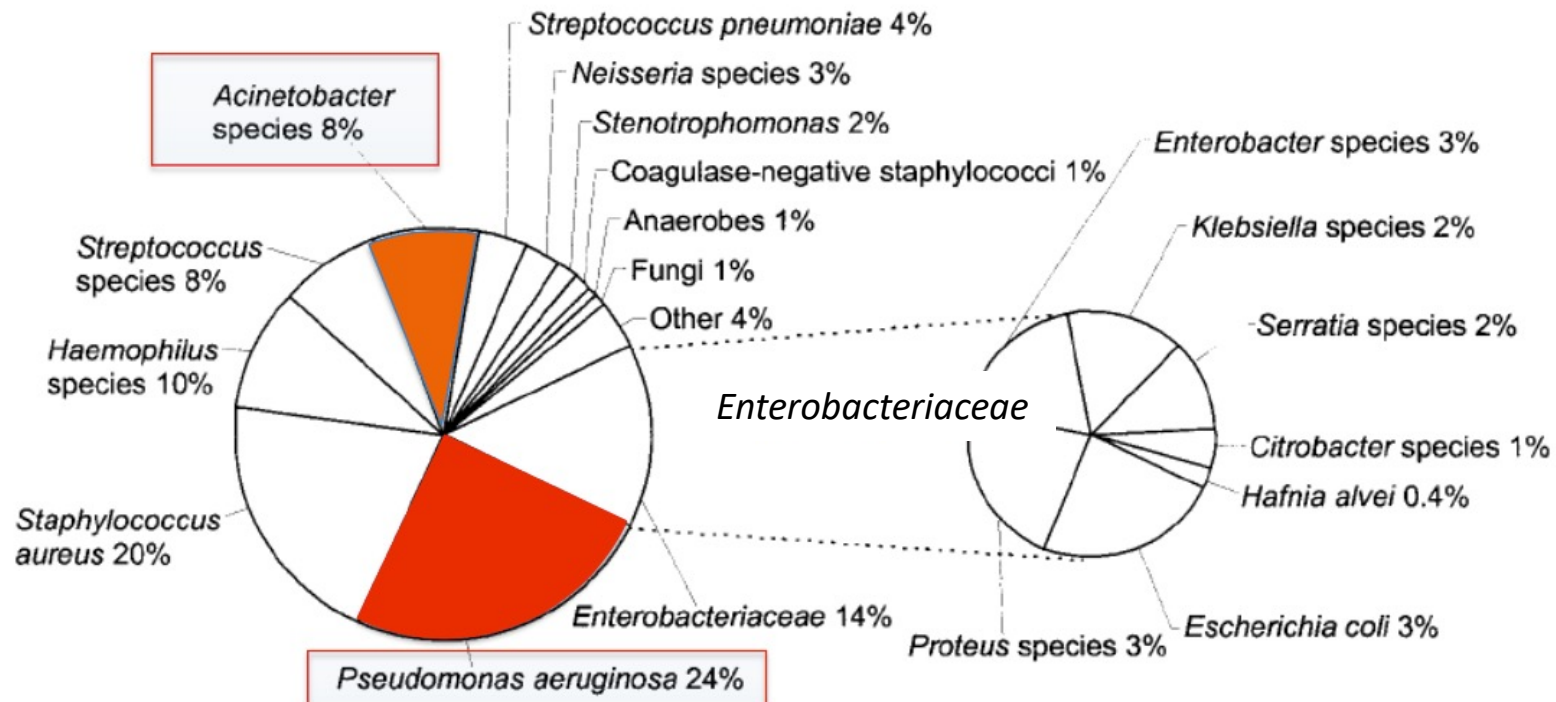 Streptococcus pneumoniae 4%
Acinetobacter
species 8%
Neisseria species 3%
Stenotrophomonas 2%
Coagulase-negative staphylococci 1%
Anaerobes 1%
Fungi 1%
Other 4%
Streptococcus
species 8%
Haemophilus
species 10%
Staphylococcus
aureus 20%
Pseudomonas aeruginosa 24%
Enterobacteriaceae 14%
Enterobacteriaceae
Enterobacter species 3%
Klebsiella species 2%
Serratia species 2%
Citrobacter species 1%
Hafnia alvei 0.4%
Escherichia coli 3%
Proteus species 3%